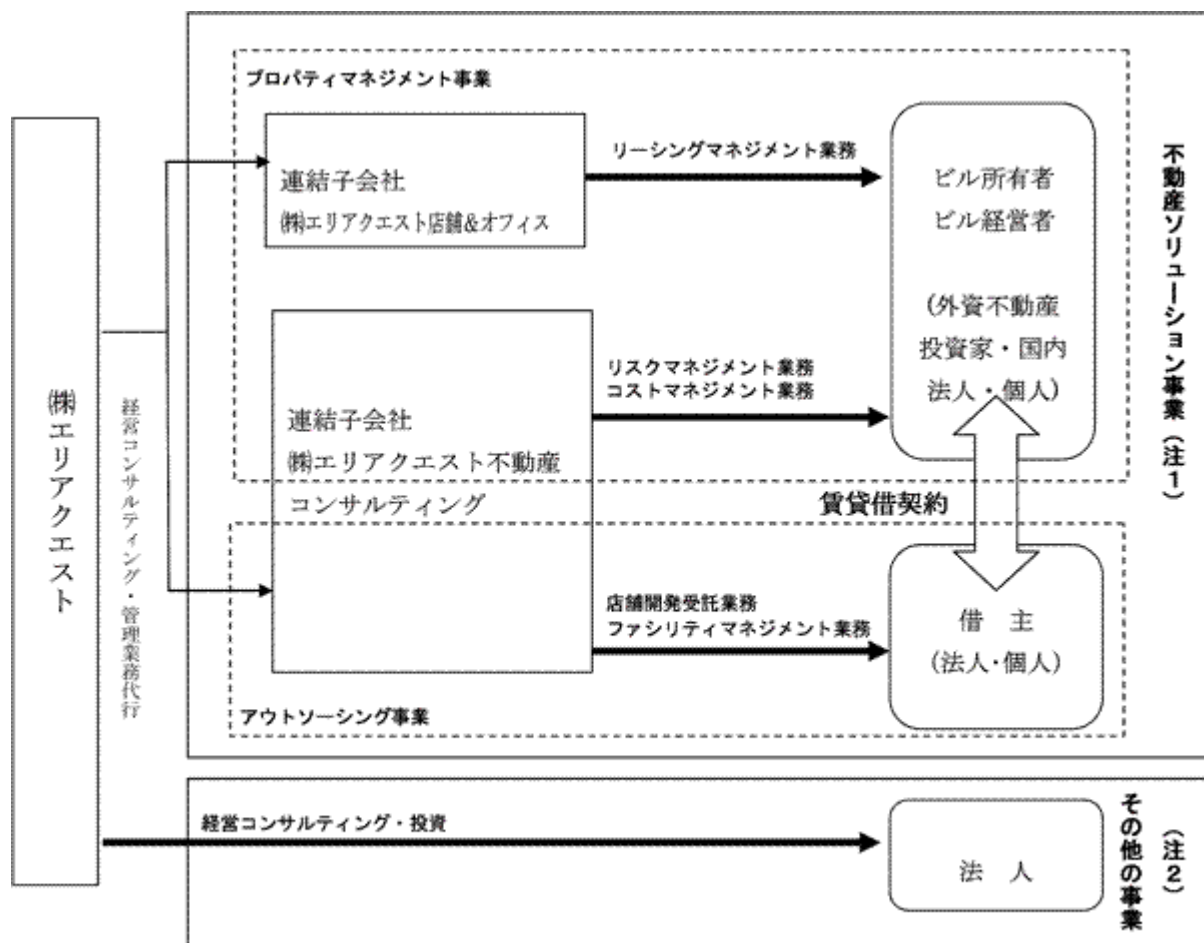 プロパティマネジメント事業
連結子会社
㈱エリアクエスト店舗&オフィス
リーシングマネジメント業務
ビル所有者
ビル経営者
(外資不動産
投資家・国内
法人・個人)
不動産ソリューション事業(注1)
㈱エリアクエスト
経営コンサルティング・管理業務代行
連結子会社
㈱エリアクエスト不動産
コンサルティング
リスクマネジメント業務
コストマネジメント業務
賃貸借契約
店舗開発受託業務
ファシリティマネジメント業務
借 主
(法人・個人)
アウトソーシング事業
経営コンサルティング・投資
法 人
その他の事業
(注2)